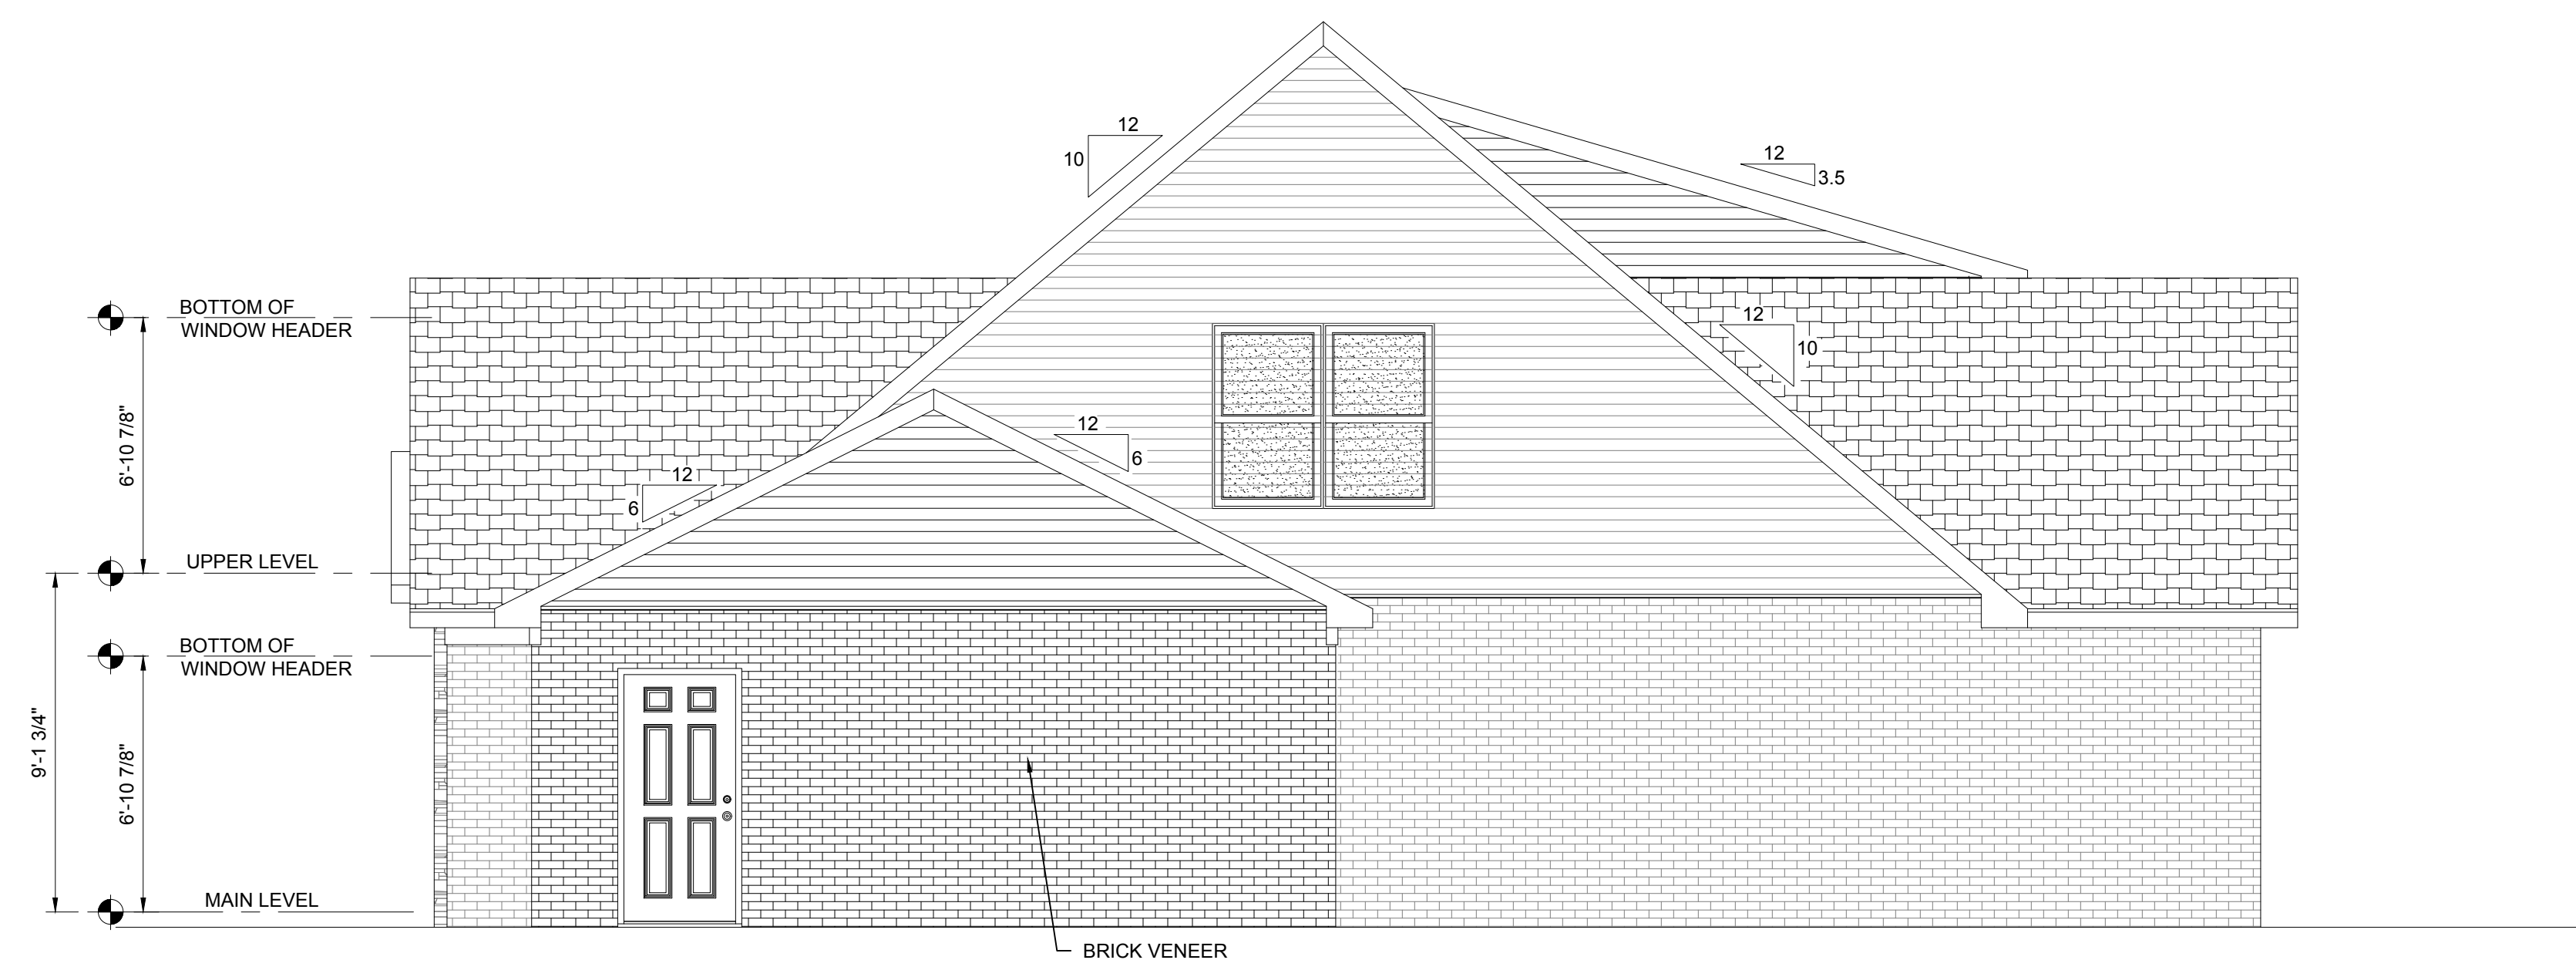 12
10
12
3.5
BOTTOM OF
WINDOW HEADER
12
10
6'-10 7/8"
12
6
12
6
UPPER LEVEL
BOTTOM OF
WINDOW HEADER
9'-1 3/4"
6'-10 7/8"
MAIN LEVEL
BRICK VENEER